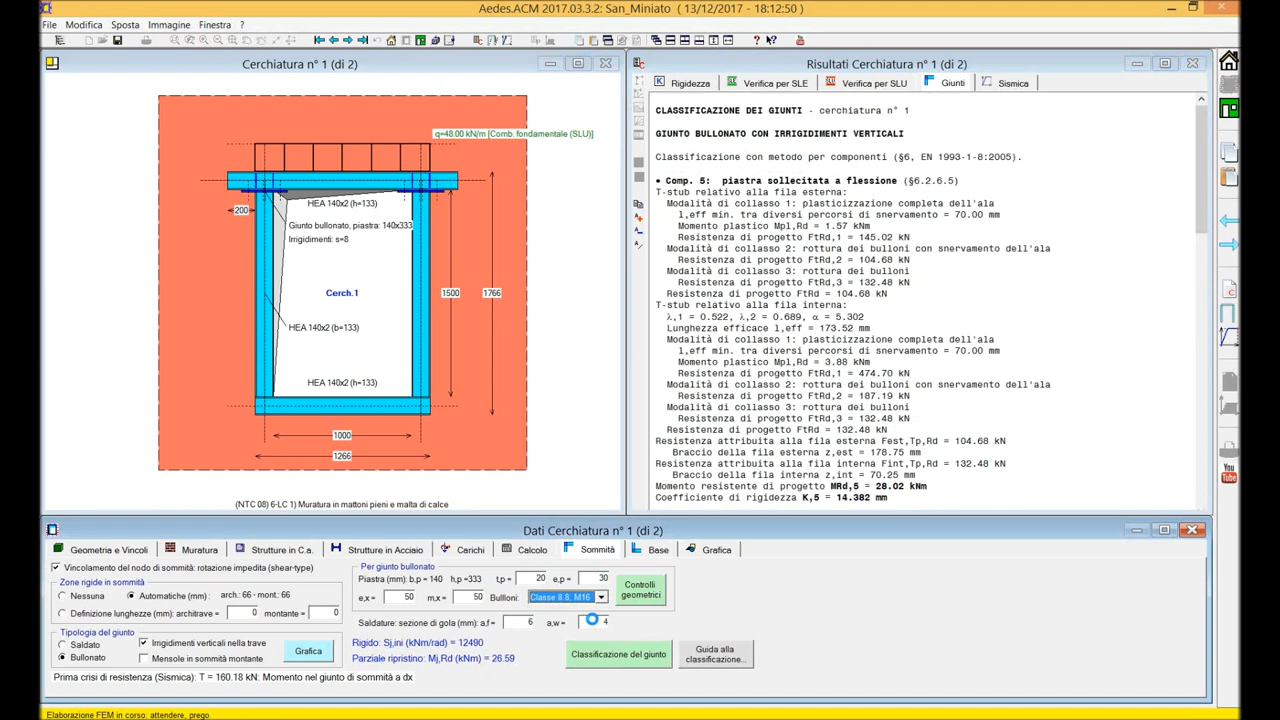 Aedes.ACM 2017.03.3.2: San_Miniato ( 13/12/2017 - 18:12:50 )
File Modifica Sposta Immagine Finestra ?
Cerchiatura n° 1 (di 2)
q=48.00 kN/m [Comb. fondamentale (SLU)]
HEA 140x2 (h=133)
200
Giunto bullonato, piastra: 140x333
Irrigidimenti: s=8
Cerch.1
1500
1766
HEA 140x2 (b=133)
HEA 140x2 (h=133)
1000
1266
(NTC 08) 6-LC 1) Muratura in mattoni pieni e malta di calce
Risultati Cerchiatura n° 1 (di 2)
Rigidezza Verifica per SLE Verifica per SLU Giunti Sismica
CLASSIFICAZIONE DEI GIUNTI - cerchiatura n° 1
GIUNTO BULLONATO CON IRRIGIDIMENTI VERTICALI
Classificazione con metodo per componenti (§6, EN 1993-1-8:2005).
• Comp. 5: piastra sollecitata a flessione (§6.2.6.5)
T-stub relativo alla fila esterna:
Modalità di collasso 1: plasticizzazione completa dell'ala
l,eff min. tra diversi percorsi di snervamento = 70.00 mm
Momento plastico Mpl,Rd = 1.57 kNm
Resistenza di progetto FtRd,1 = 145.02 kN
Modalità di collasso 2: rottura dei bulloni con snervamento dell'ala
Resistenza di progetto FtRd,2 = 104.68 kN
Modalità di collasso 3: rottura dei bulloni
Resistenza di progetto FtRd,3 = 132.48 kN
Resistenza di progetto FtRd = 104.68 kN
T-stub relativo alla fila interna:
λ,1 = 0.522, λ,2 = 0.689, α = 5.302
Lunghezza efficace l,eff = 173.52 mm
Modalità di collasso 1: plasticizzazione completa dell'ala
l,eff min. tra diversi percorsi di snervamento = 70.00 mm
Momento plastico Mpl,Rd = 3.88 kNm
Resistenza di progetto FtRd,1 = 474.70 kN
Modalità di collasso 2: rottura dei bulloni con snervamento dell'ala
Resistenza di progetto FtRd,2 = 187.19 kN
Modalità di collasso 3: rottura dei bulloni
Resistenza di progetto FtRd,3 = 132.48 kN
Resistenza di progetto FtRd = 132.48 kN
Resistenza attribuita alla fila esterna Fest,Tp,Rd = 104.68 kN
Braccio della fila esterna z,est = 178.75 mm
Resistenza attribuita alla fila interna Fint,Tp,Rd = 132.48 kN
Braccio della fila interna z,int = 70.25 mm
Momento resistente di progetto MRd,5 = 28.02 kNm
Coefficiente di rigidezza K,5 = 14.382 mm
You
Tube
Dati Cerchiatura n° 1 (di 2)
Geometria e Vincoli Muratura Strutture in C.a. Strutture in Acciaio Carichi Calcolo Sommità Base Grafica
Vincolamento del nodo di sommità: rotazione impedita (shear-type)
Zone rigide in sommità
Nessuna Automatiche (mm) : arch.: 66 - mont.: 66
Definizione lunghezze (mm): architrave = 0 montante = 0
Tipologia del giunto
Saldato
Bullonato
Irrigidimenti verticali nella trave
Mensole in sommità montante
Grafica
Per giunto bullonato
Piastra (mm): b,p = 140 h,p =333 t,p = 20 e,p = 30
e,x = 50 m,x = 50 Bulloni: Classe 8.8, M16
Controlli geometrici
Saldature: sezione di gola (mm): a,f = 6 a,w = 4
Rigido: Sj,ini (kNm/rad) = 12490
Parziale ripristino: Mj,Rd (kNm) = 26.59
Classificazione del giunto
Guida alla classificazione...
Prima crisi di resistenza (Sismica): T = 160.18 kN: Momento nel giunto di sommità a dx
Elaborazione FEM in corso: attendere, prego